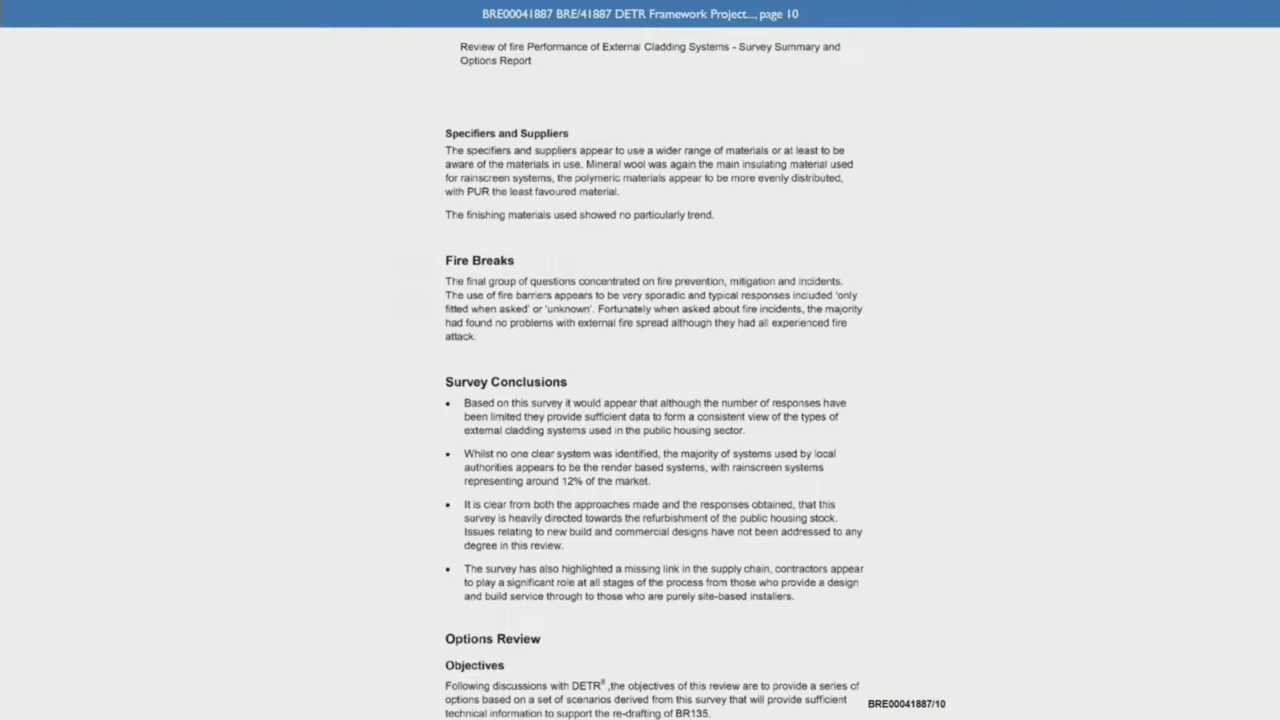 BRE00041887 BRE/41887 DETR Framework Project..., page 10
Review of fire Performance of External Cladding Systems - Survey Summary and
Options Report
Specifiers and Suppliers
The specifiers and suppliers appear to use a wider range of materials or at least to be
aware of the materials in use. Mineral wool was again the main insulating material used
for rainscreen systems, the polymeric materials appear to be more evenly distributed,
with PUR the least favoured material.
The finishing materials used showed no particularly trend.
Fire Breaks
The final group of questions concentrated on fire prevention, mitigation and incidents.
The use of fire barriers appears to be very sporadic and typical responses included 'only
fitted when asked' or 'unknown'. Fortunately when asked about fire incidents, the majority
had found no problems with external fire spread although they had all experienced fire
attack.
Survey Conclusions
• Based on this survey it would appear that although the number of responses have
been limited they provide sufficient data to form a consistent view of the types of
external cladding systems used in the public housing sector.
• Whilst no one clear system was identified, the majority of systems used by local
authorities appears to be the render based systems, with rainscreen systems
representing around 12% of the market.
• It is clear from both the approaches made and the responses obtained, that this
survey is heavily directed towards the refurbishment of the public housing stock.
Issues relating to new build and commercial designs have not been addressed to any
degree in this review.
• The survey has also highlighted a missing link in the supply chain, contractors appear
to play a significant role at all stages of the process from those who provide a design
and build service through to those who are purely site-based installers.
Options Review
Objectives
Following discussions with DETR ,the objectives of this review are to provide a series of
options based on a set of scenarios derived from this survey that will provide sufficient
technical information to support the re-drafting of BR135.
BRE00041887/10